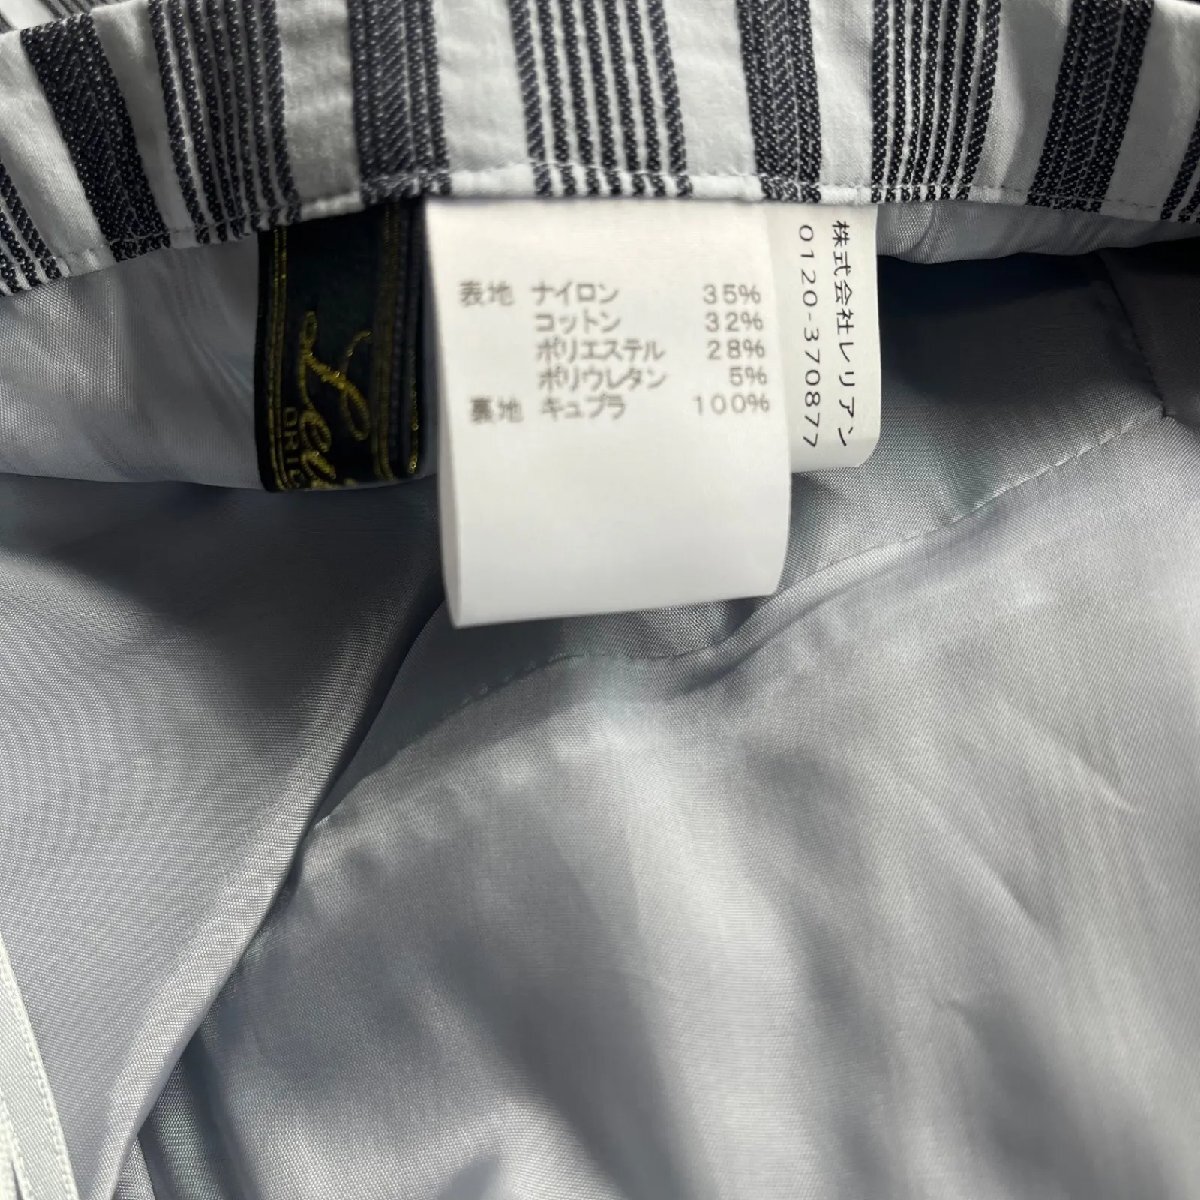 表地 ナイロン 35%
コットン 32%
ポリエステル 28%
ポリウレタン 5%
裏地 キュプラ 100%
株式会社レリアン
0120-370877